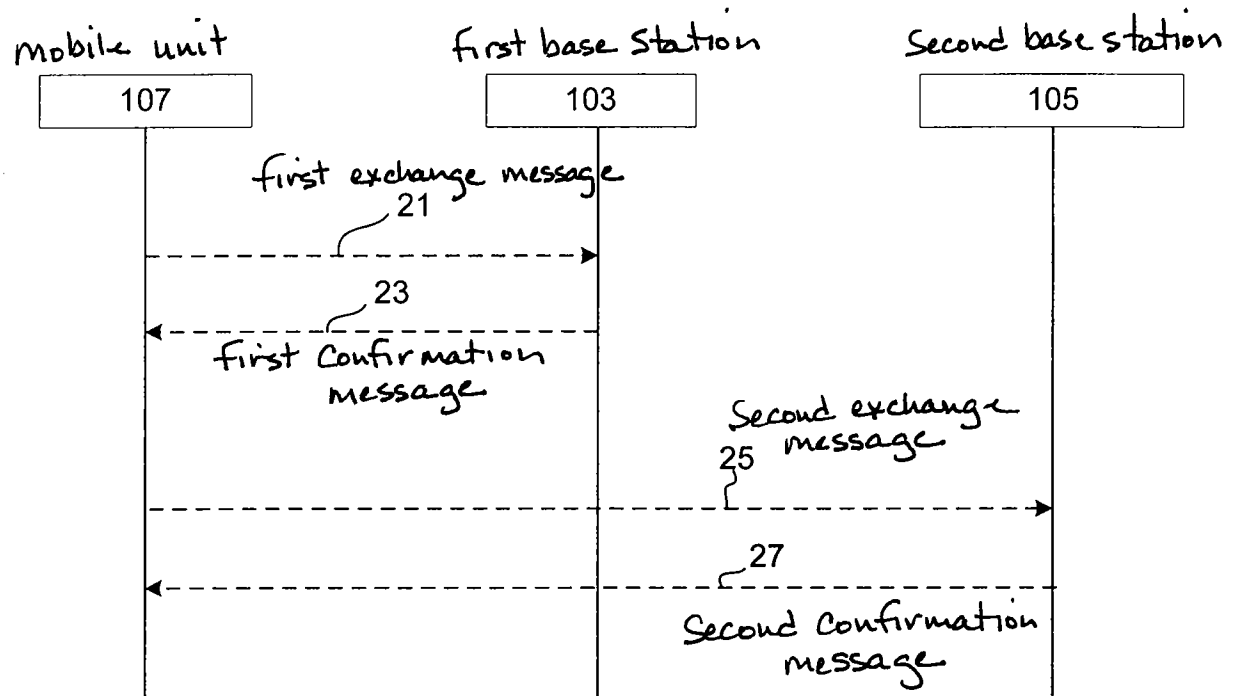 mobile unit
first base station
Second base station
107
103
105
first exchange message
21
23
first Confirmation
message
Second exchange
message
25
27
Second Confirmation
message